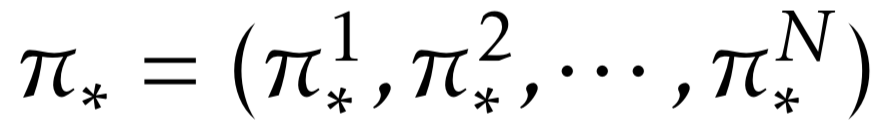 π_* = (π_*^1, π_*^2, ⋯, π_*^N)